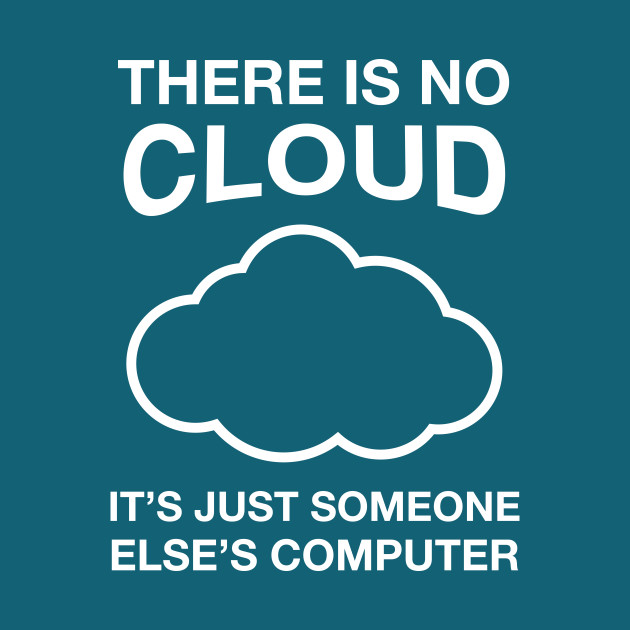 THERE IS NO
CLOUD
IT’S JUST SOMEONE
ELSE’S COMPUTER